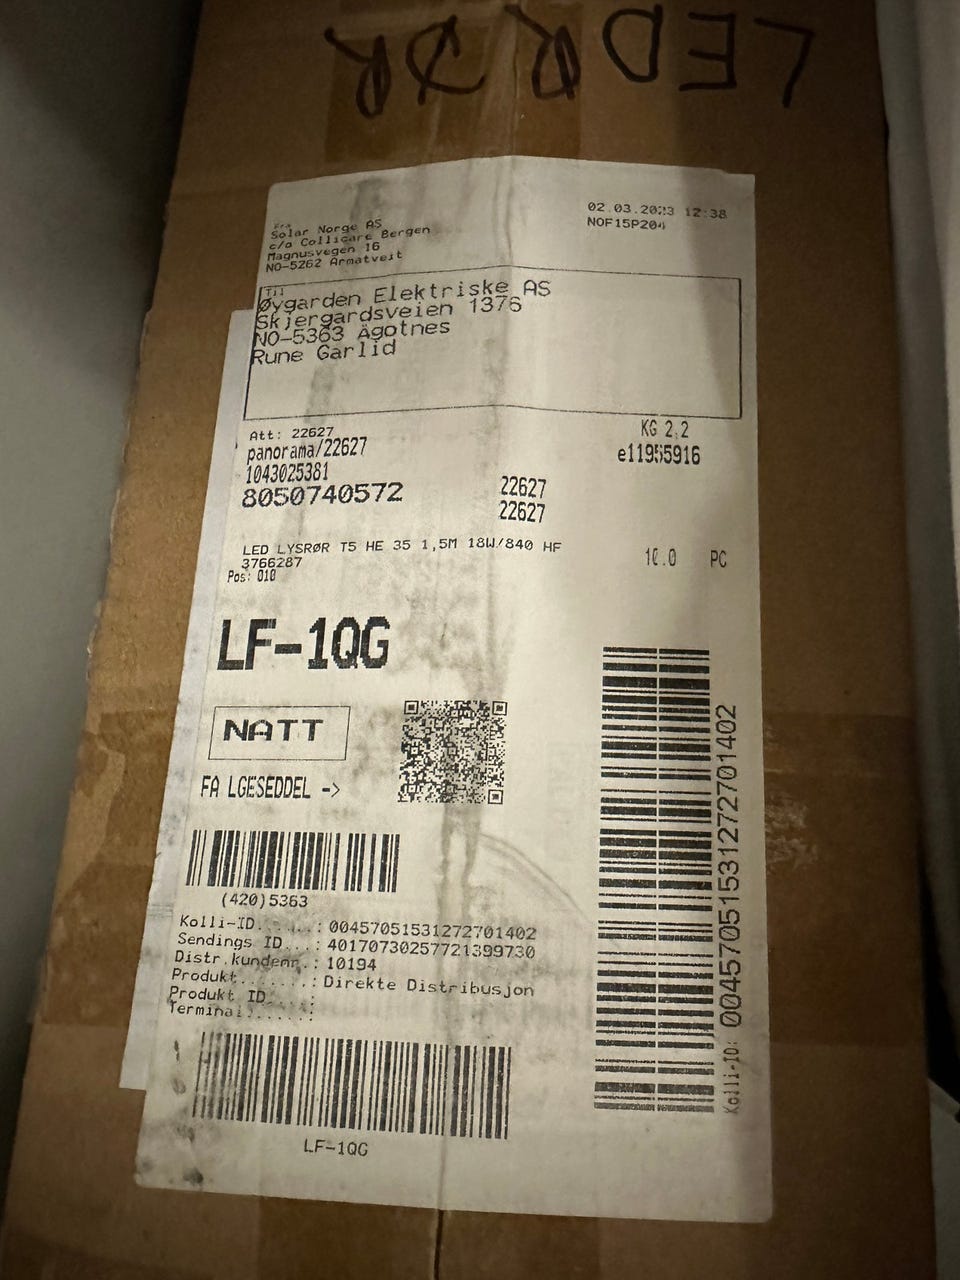 LEDRØR
Fra
Solar Norge AS
c/o Collicare Bergen
Magnusvegen 16
NO-5262 Arnatveit
02.03.2023 12:38
NOF15P204
Til
Øygarden Elektriske AS
Skjergardsveien 1376
NO-5363 Ågotnes
Rune Garlid
Att: 22627
panorama/22627
1043025381
8050740572
KG 2,2
e11955916
22627
22627
LED LYSRØR T5 HE 35 1,5M 18W/840 HF
3766287
Pos: 010
10.0 PC
LF-1QG
NATT
FA LGESEDDEL ->
(420)5363
Kolli-ID.......: 00457051531272701402
Sendings ID...: 40170730257721399730
Distr.kundenr.: 10194
Produkt.......: Direkte Distribusjon
Produkt ID....:
Terminal......:
LF-1QG
Kolli-ID: 00457051531272701402